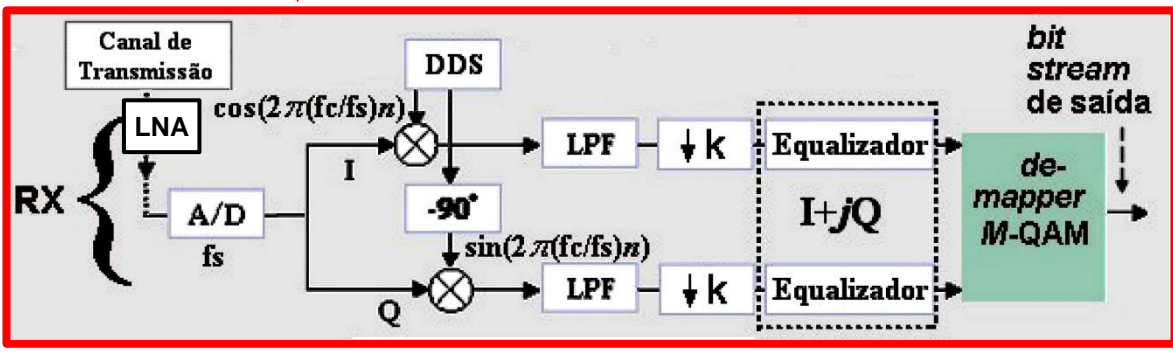 Canal de
Transmissão
LNA
RX
A/D
fs
cos(2π(fc/fs)n)
DDS
I
-90°
sin(2π(fc/fs)n)
Q
LPF
↓k
Equalizador
I+jQ
LPF
↓k
Equalizador
bit
stream
de saída
de-
mapper
M-QAM